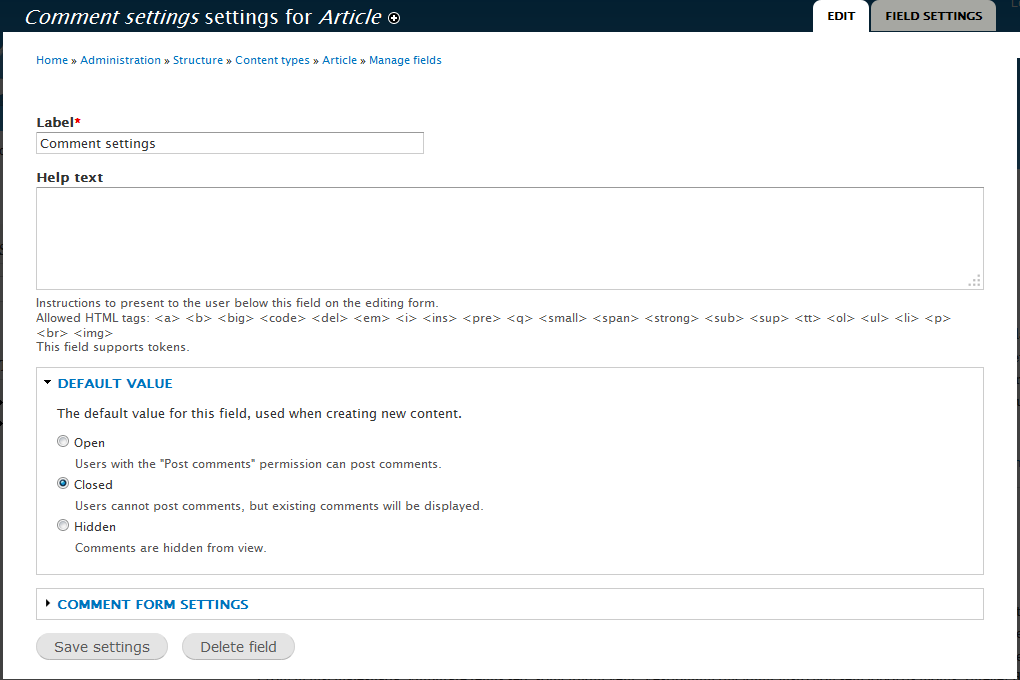 Comment settings settings for Article
EDIT
FIELD SETTINGS
Home » Administration » Structure » Content types » Article » Manage fields
Label*
Comment settings
Help text
Instructions to present to the user below this field on the editing form.
Allowed HTML tags: <a> <b> <big> <code> <del> <em> <i> <ins> <pre> <q> <small> <span> <strong> <sub> <sup> <tt> <ol> <ul> <li> <p>
<br> <img>
This field supports tokens.
DEFAULT VALUE
The default value for this field, used when creating new content.
Open
Users with the "Post comments" permission can post comments.
Closed
Users cannot post comments, but existing comments will be displayed.
Hidden
Comments are hidden from view.
COMMENT FORM SETTINGS
Save settings
Delete field